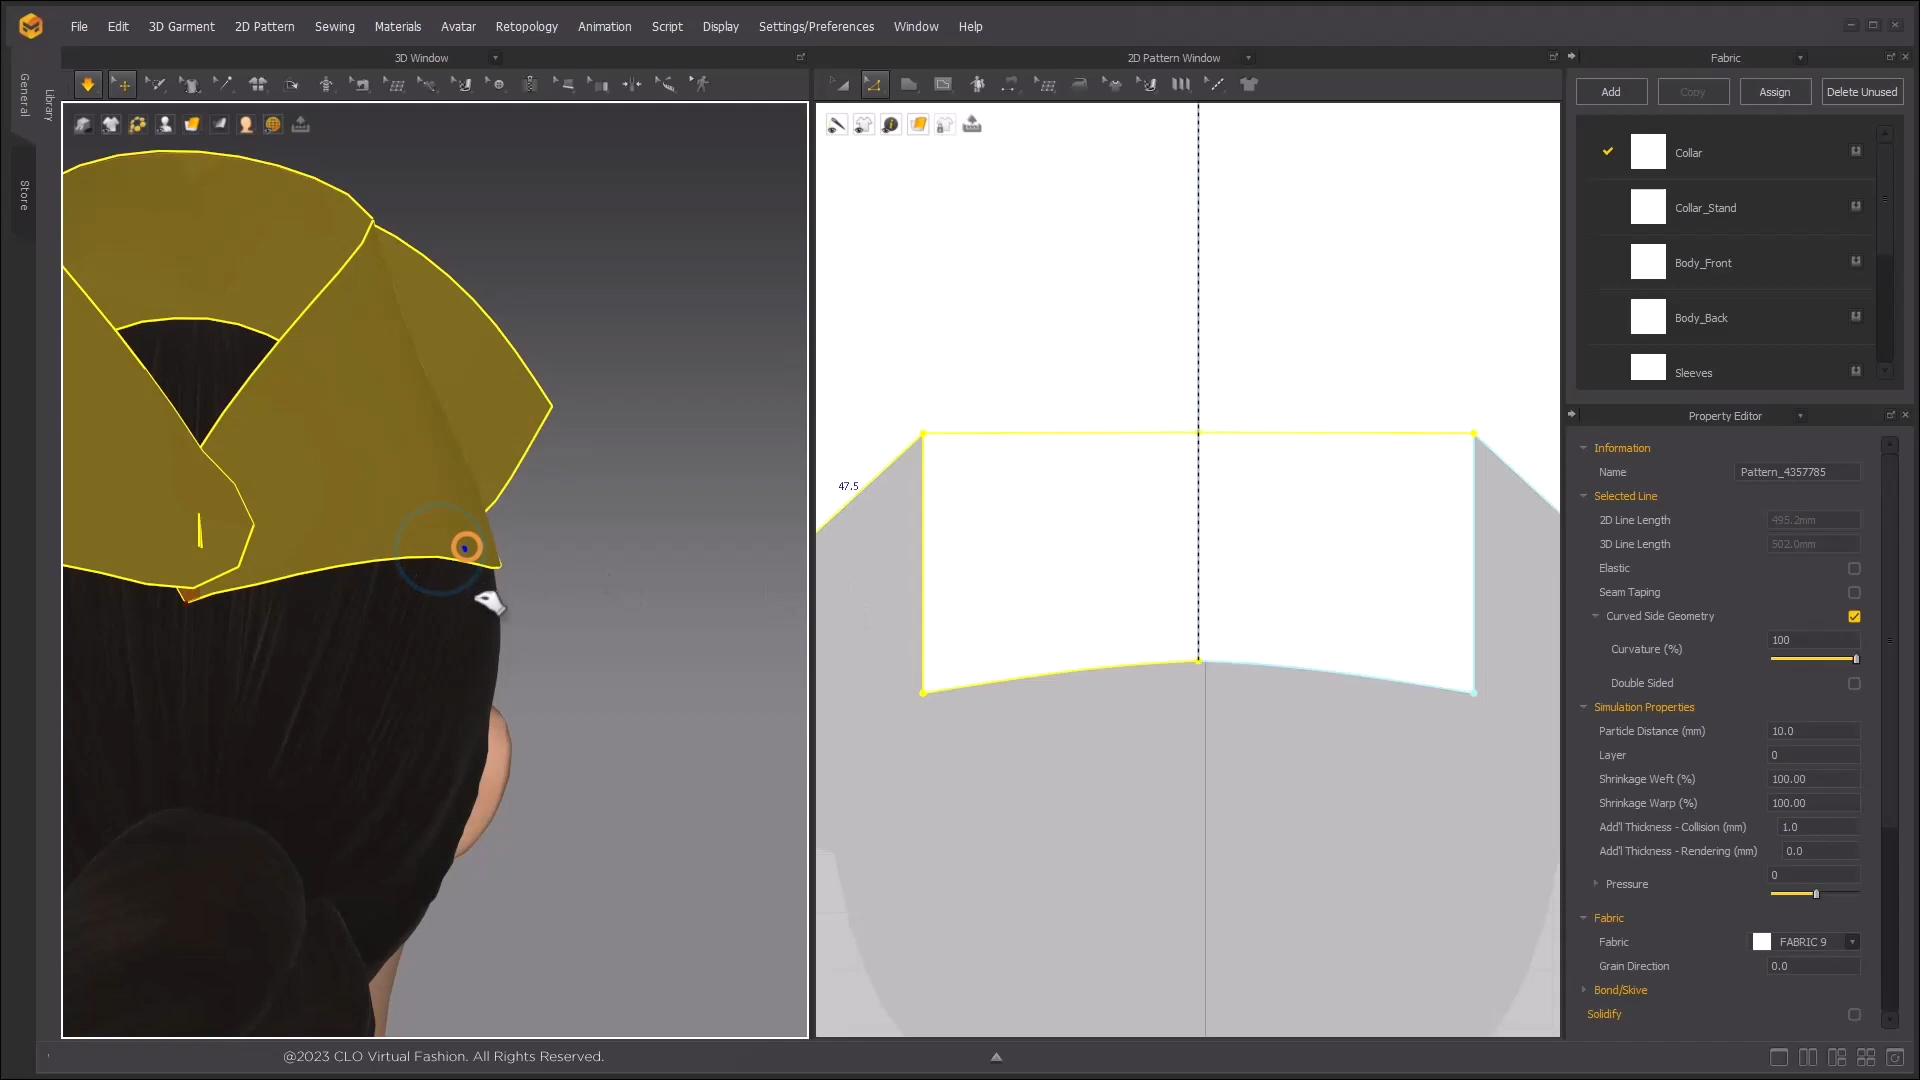 File Edit 3D Garment 2D Pattern Sewing Materials Avatar Retopology Animation Script Display Settings/Preferences Window Help
3D Window
2D Pattern Window
Fabric
General
Library
Store
Add Copy Assign Delete Unused
Collar
Collar_Stand
Body_Front
Body_Back
Sleeves
47.5
Property Editor
Information
Name Pattern_4357785
Selected Line
2D Line Length 495.2mm
3D Line Length 502.0mm
Elastic
Seam Taping
Curved Side Geometry
Curvature (%) 100
Double Sided
Simulation Properties
Particle Distance (mm) 10.0
Layer 0
Shrinkage Weft (%) 100.00
Shrinkage Warp (%) 100.00
Add'l Thickness - Collision (mm) 1.0
Add'l Thickness - Rendering (mm) 0.0
Pressure 0
Fabric
Fabric FABRIC 9
Grain Direction 0.0
Bond/Skive
Solidify
@2023 CLO Virtual Fashion. All Rights Reserved.